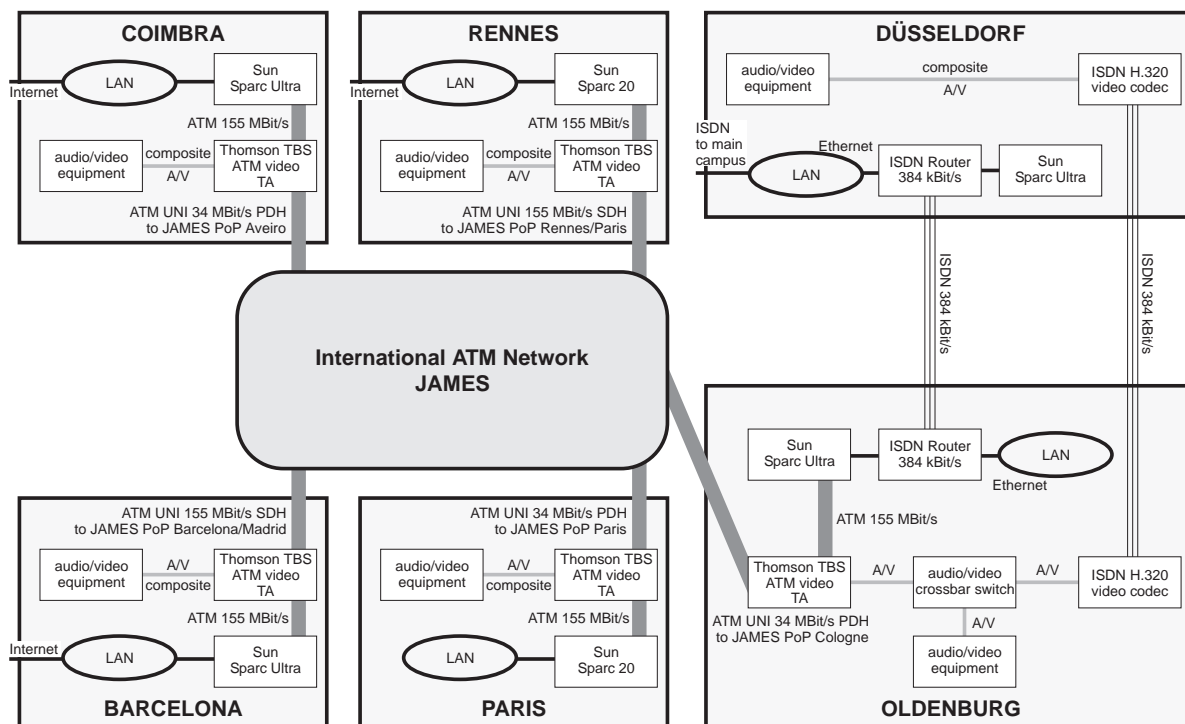 COIMBRA
LAN
Internet
Sun
Sparc Ultra
ATM 155 MBit/s
audio/video
equipment
composite
A/V
Thomson TBS
ATM video
TA
ATM UNI 34 MBit/s PDH
to JAMES PoP Aveiro
RENNES
LAN
Internet
Sun
Sparc 20
ATM 155 MBit/s
audio/video
equipment
composite
A/V
Thomson TBS
ATM video
TA
ATM UNI 155 MBit/s SDH
to JAMES PoP Rennes/Paris
DÜSSELDORF
audio/video
equipment
composite
A/V
ISDN H.320
video codec
ISDN
to main
campus
LAN
Ethernet
ISDN Router
384 kBit/s
Sun
Sparc Ultra
ISDN 384 kBit/s
ISDN 384 kBit/s
International ATM Network
JAMES
ATM UNI 155 MBit/s SDH
to JAMES PoP Barcelona/Madrid
audio/video
equipment
A/V
composite
Thomson TBS
ATM video
TA
ATM 155 MBit/s
Internet
LAN
Sun
Sparc Ultra
BARCELONA
ATM UNI 34 MBit/s PDH
to JAMES PoP Paris
audio/video
equipment
A/V
composite
Thomson TBS
ATM video
TA
ATM 155 MBit/s
LAN
Sun
Sparc 20
PARIS
Sun
Sparc Ultra
ISDN Router
384 kBit/s
LAN
Ethernet
ATM 155 MBit/s
Thomson TBS
ATM video
TA
A/V
audio/video
crossbar switch
A/V
ISDN H.320
video codec
ATM UNI 34 MBit/s PDH
to JAMES PoP Cologne
A/V
audio/video
equipment
OLDENBURG